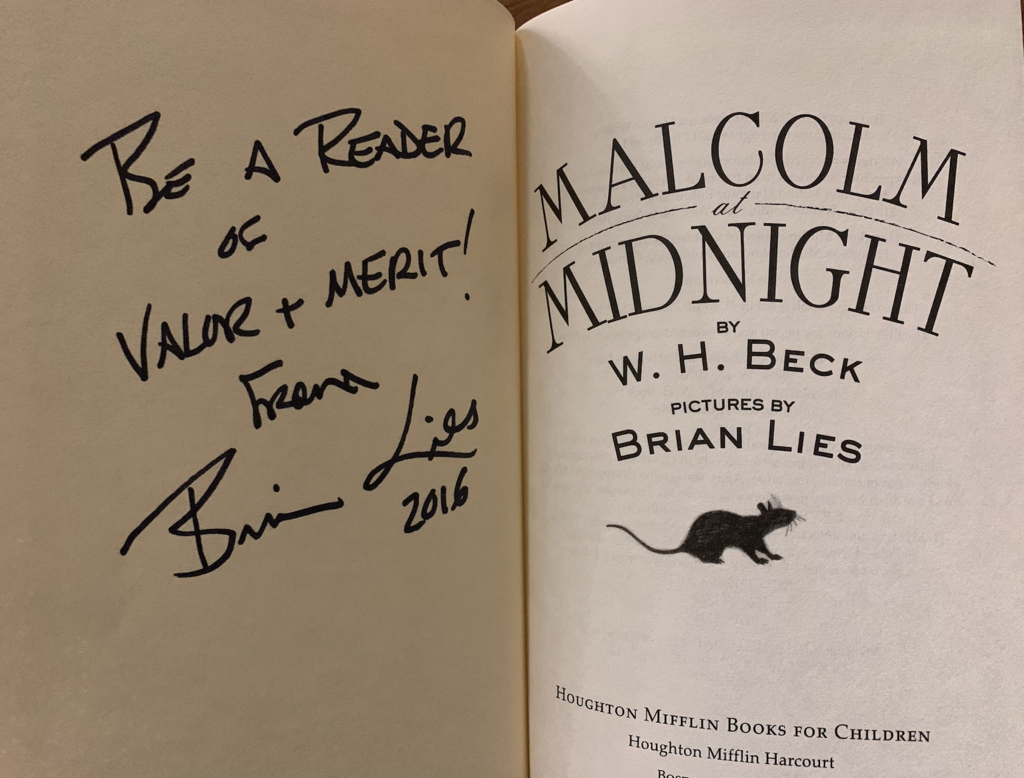 BE A READER
OF
VALOR + MERIT!
FROM
Brian Lies
2016
MALCOLM
at
MIDNIGHT
BY
W. H. BECK
PICTURES BY
BRIAN LIES
HOUGHTON MIFFLIN BOOKS FOR CHILDREN
Houghton Mifflin Harcourt